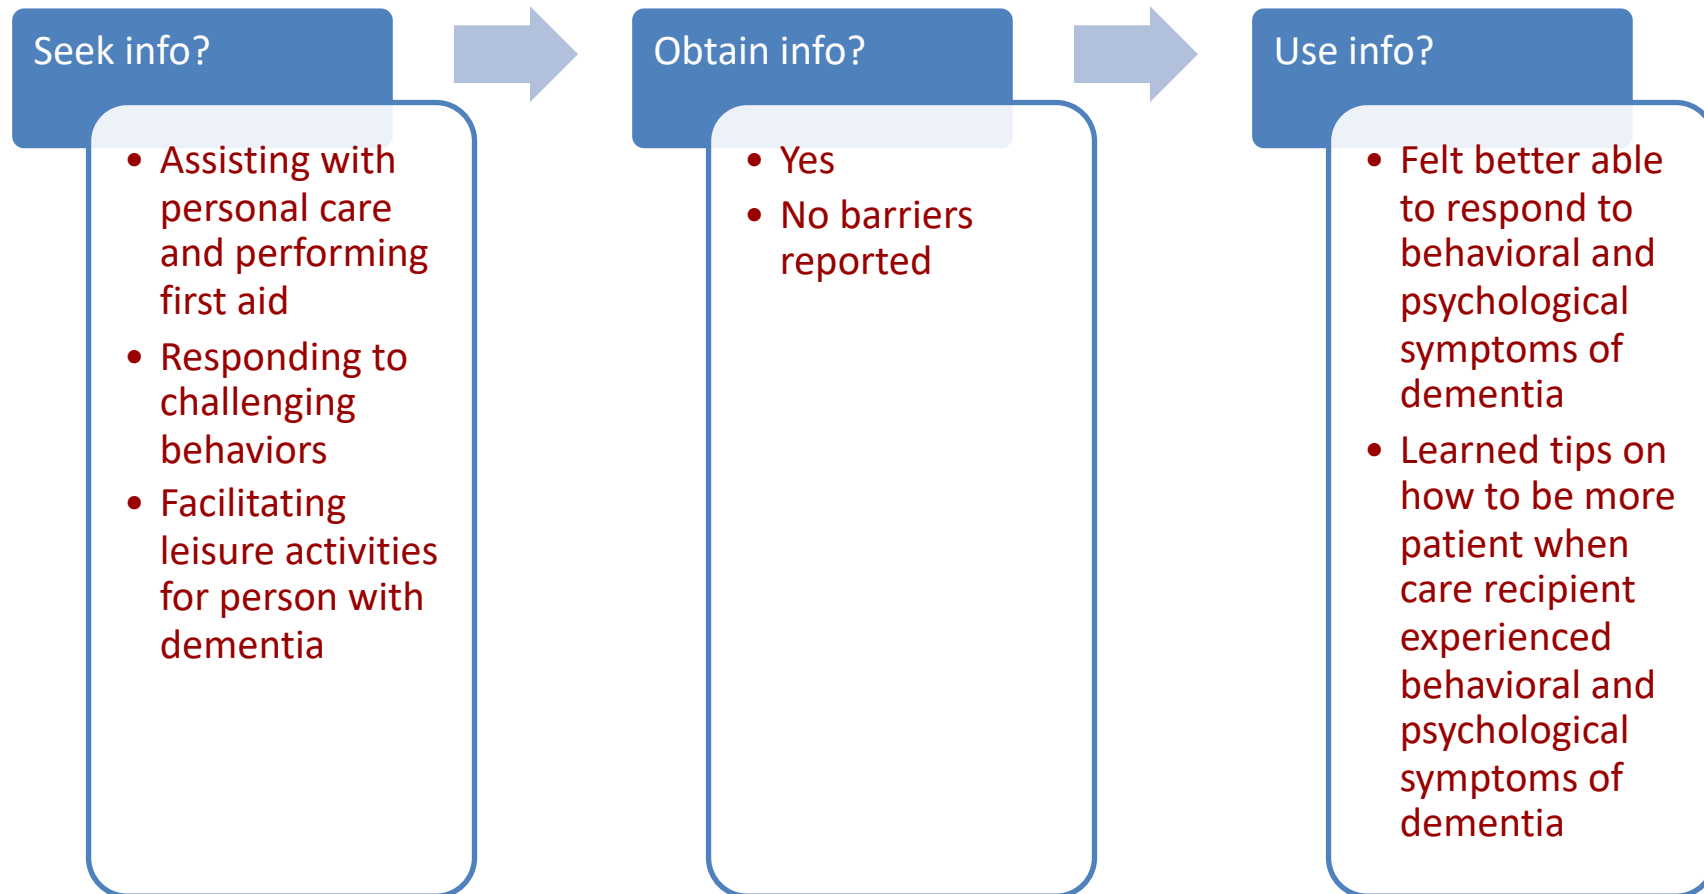 Seek info?
• Assisting with
personal care
and performing
first aid
• Responding to
challenging
behaviors
• Facilitating
leisure activities
for person with
dementia
Obtain info?
• Yes
• No barriers
reported
Use info?
• Felt better able
to respond to
behavioral and
psychological
symptoms of
dementia
• Learned tips on
how to be more
patient when
care recipient
experienced
behavioral and
psychological
symptoms of
dementia